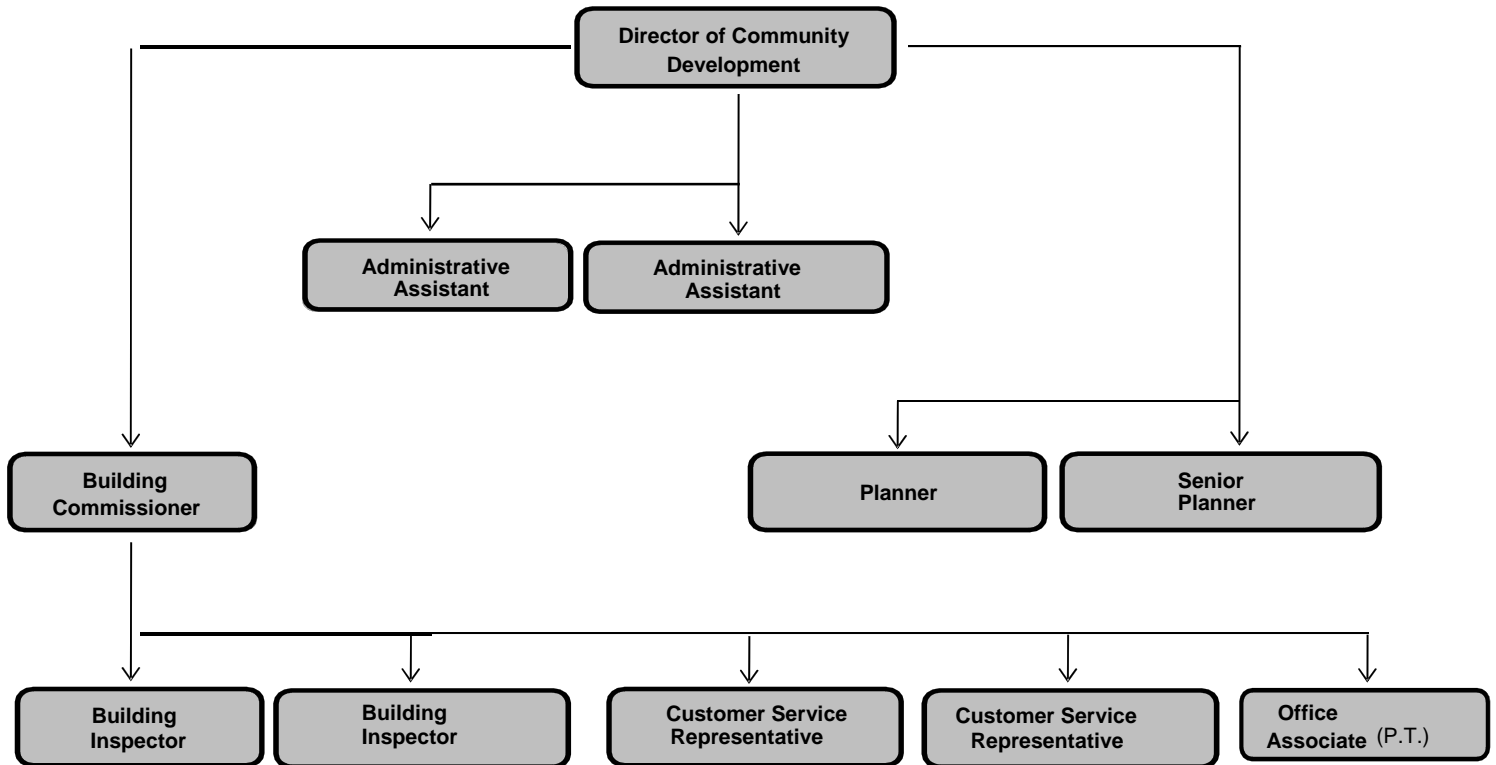 Director of Community
Development
Administrative
Assistant
Administrative
Assistant
Building
Commissioner
Planner
Senior
Planner
Building
Inspector
Building
Inspector
Customer Service
Representative
Customer Service
Representative
Office
Associate (P.T.)